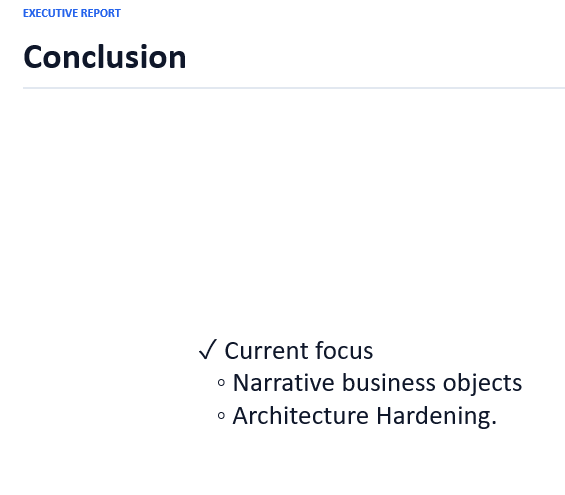 EXECUTIVE REPORT
Conclusion
✓ Current focus
◦ Narrative business objects
◦ Architecture Hardening.